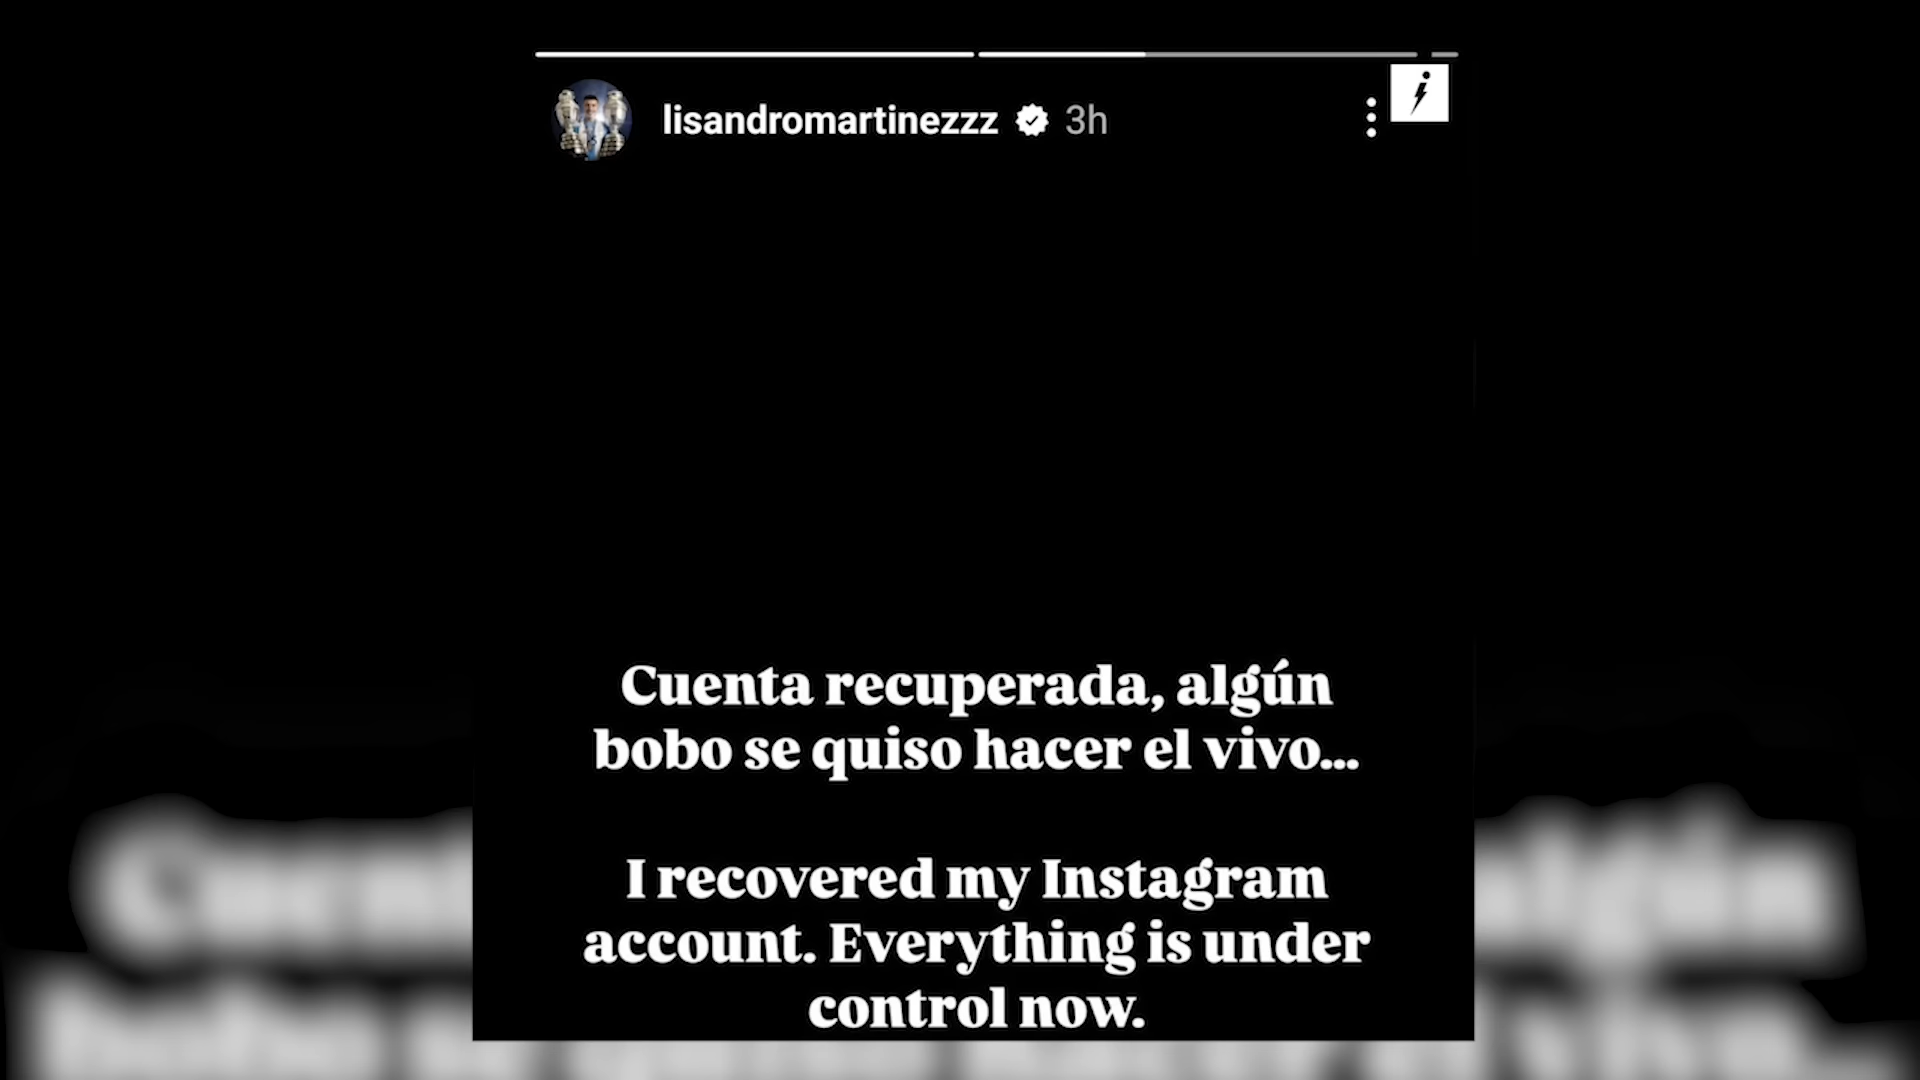 lisandromartinezzz 3h
Cuenta recuperada, algún
bobo se quiso hacer el vivo...
I recovered my Instagram
account. Everything is under
control now.